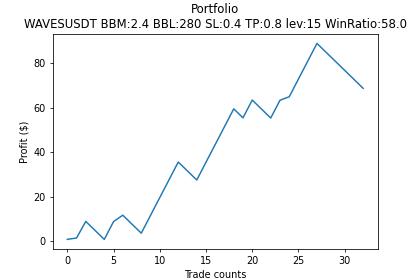 Portfolio
WAVESUSDT BBM:2.4 BBL:280 SL:0.4 TP:0.8 lev:15 WinRatio:58.0
80
60
40
20
0
Profit ($)
0 5 10 15 20 25 30
Trade counts